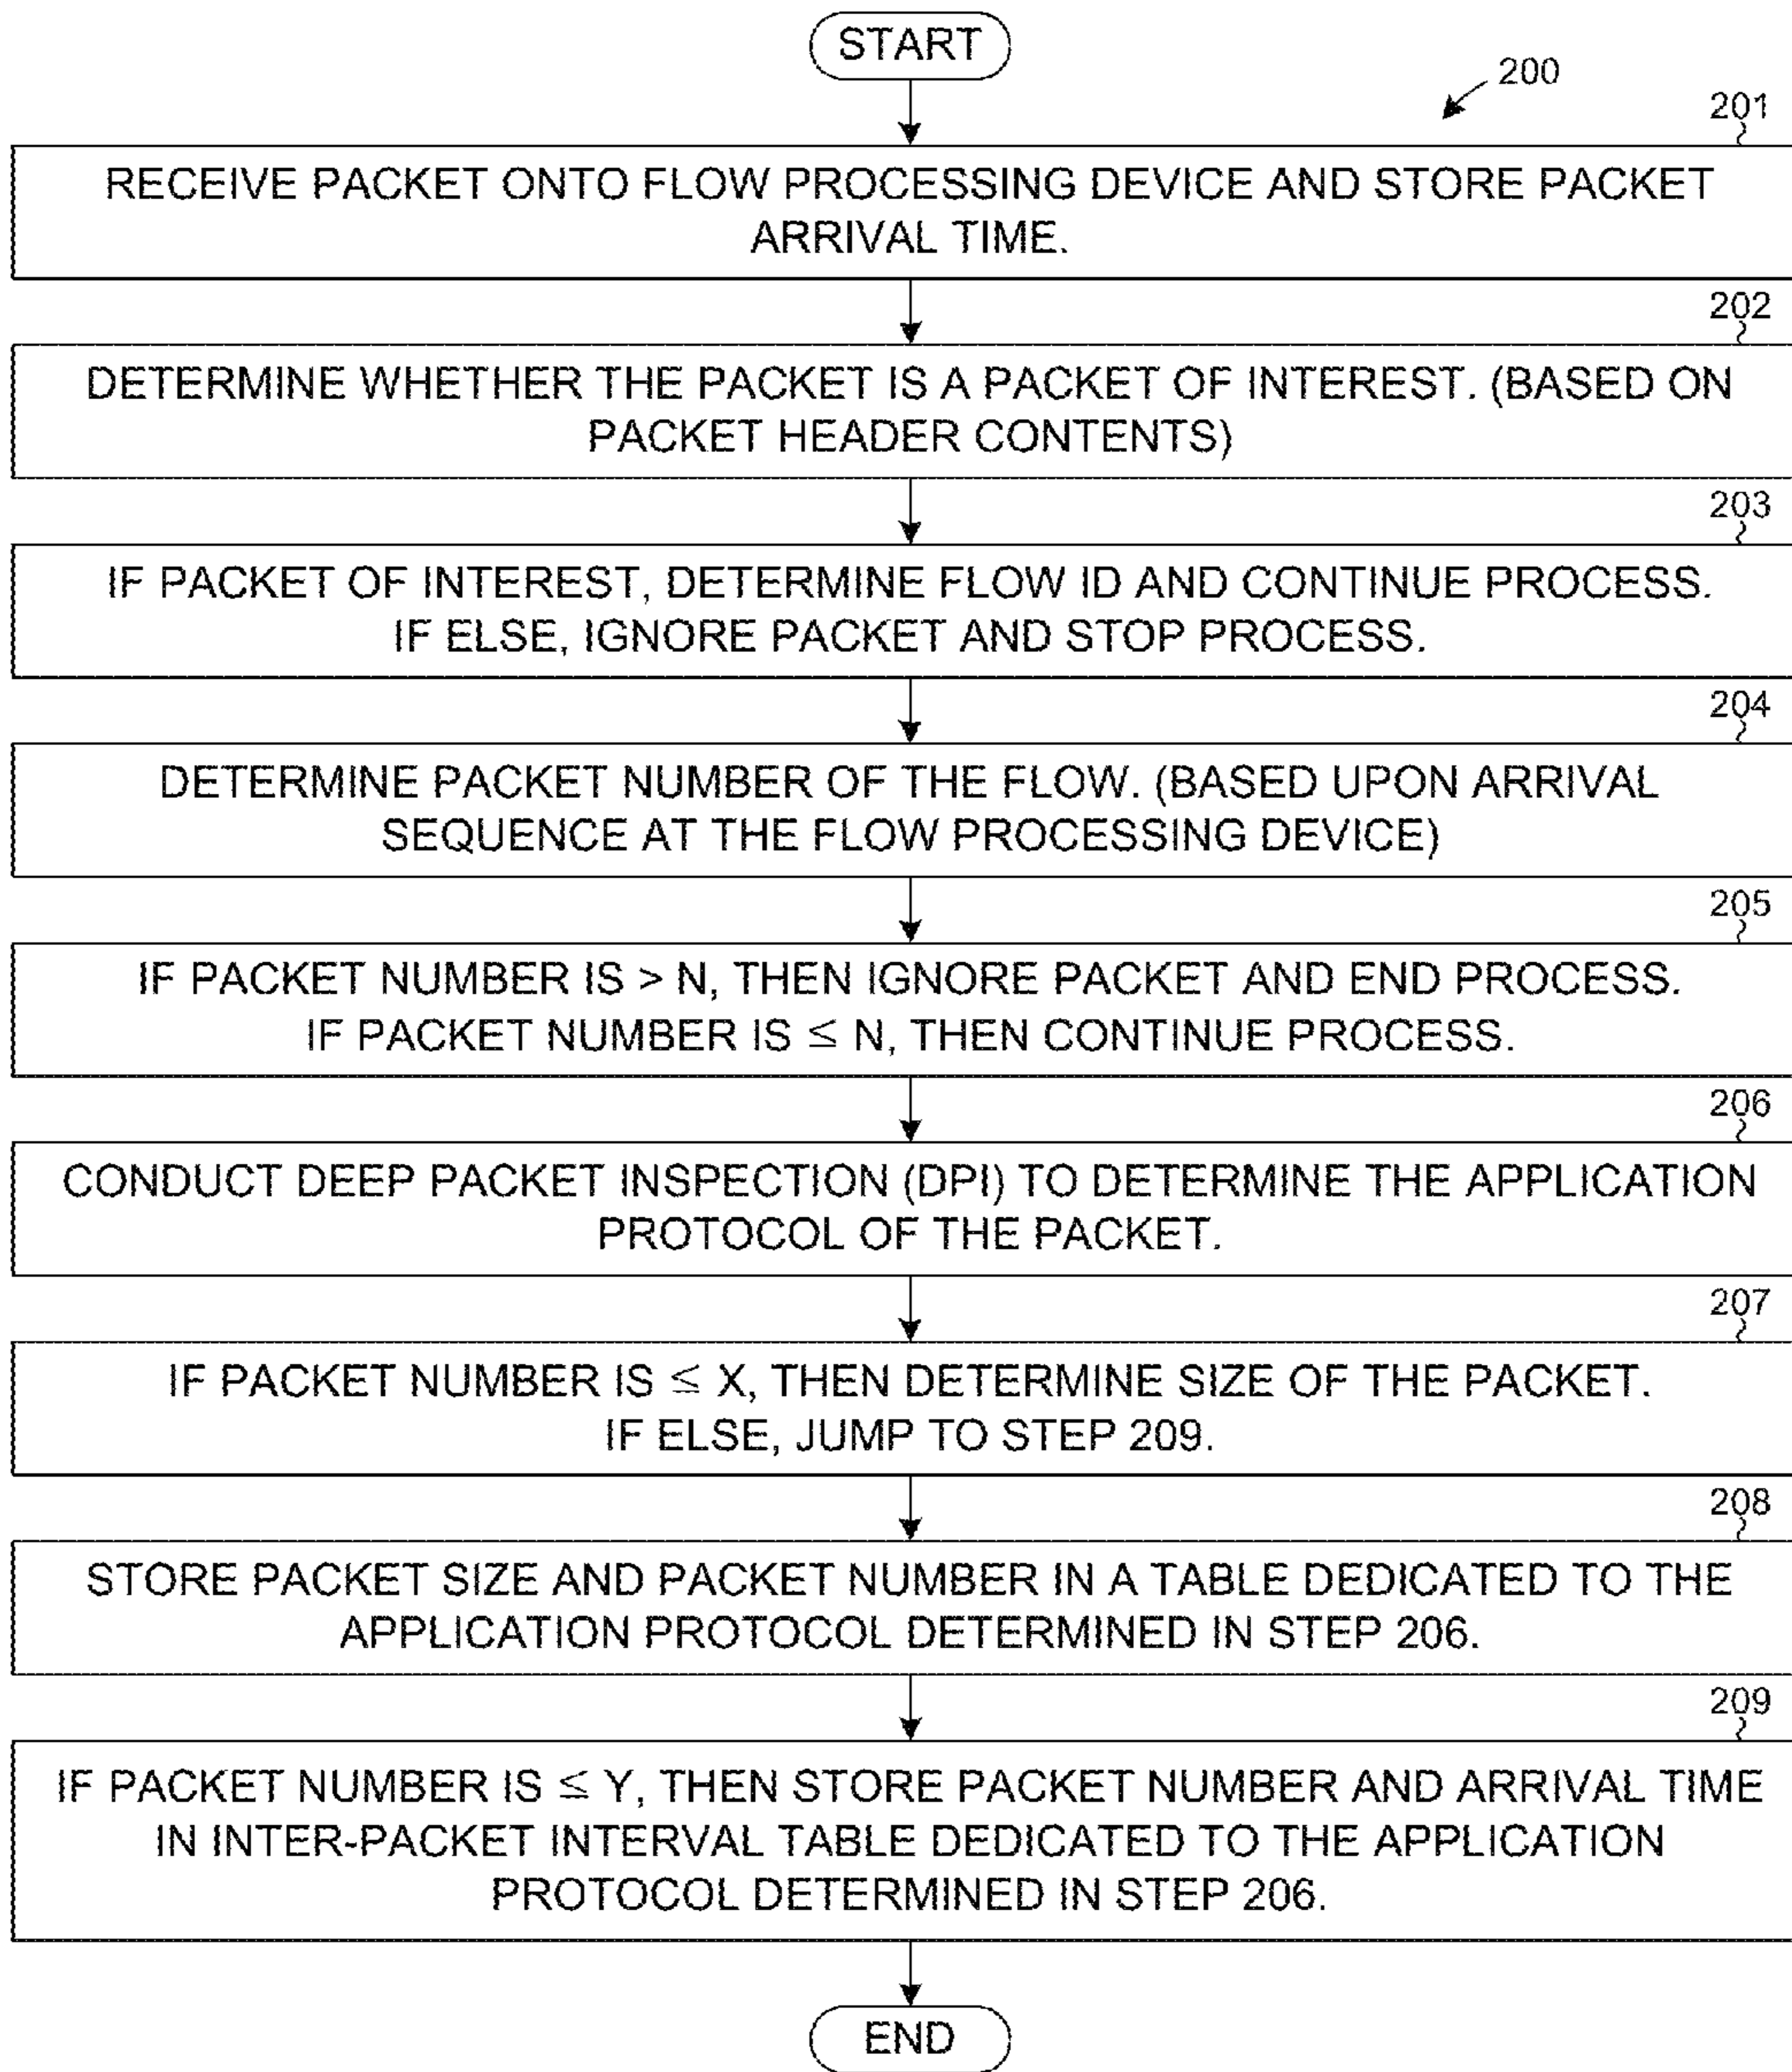 START
200
201
RECEIVE PACKET ONTO FLOW PROCESSING DEVICE AND STORE PACKET
ARRIVAL TIME.
202
DETERMINE WHETHER THE PACKET IS A PACKET OF INTEREST. (BASED ON
PACKET HEADER CONTENTS)
203
IF PACKET OF INTEREST, DETERMINE FLOW ID AND CONTINUE PROCESS.
IF ELSE, IGNORE PACKET AND STOP PROCESS.
204
DETERMINE PACKET NUMBER OF THE FLOW. (BASED UPON ARRIVAL
SEQUENCE AT THE FLOW PROCESSING DEVICE)
205
IF PACKET NUMBER IS > N, THEN IGNORE PACKET AND END PROCESS.
IF PACKET NUMBER IS ≤ N, THEN CONTINUE PROCESS.
206
CONDUCT DEEP PACKET INSPECTION (DPI) TO DETERMINE THE APPLICATION
PROTOCOL OF THE PACKET.
207
IF PACKET NUMBER IS ≤ X, THEN DETERMINE SIZE OF THE PACKET.
IF ELSE, JUMP TO STEP 209.
208
STORE PACKET SIZE AND PACKET NUMBER IN A TABLE DEDICATED TO THE
APPLICATION PROTOCOL DETERMINED IN STEP 206.
209
IF PACKET NUMBER IS ≤ Y, THEN STORE PACKET NUMBER AND ARRIVAL TIME
IN INTER-PACKET INTERVAL TABLE DEDICATED TO THE APPLICATION
PROTOCOL DETERMINED IN STEP 206.
END